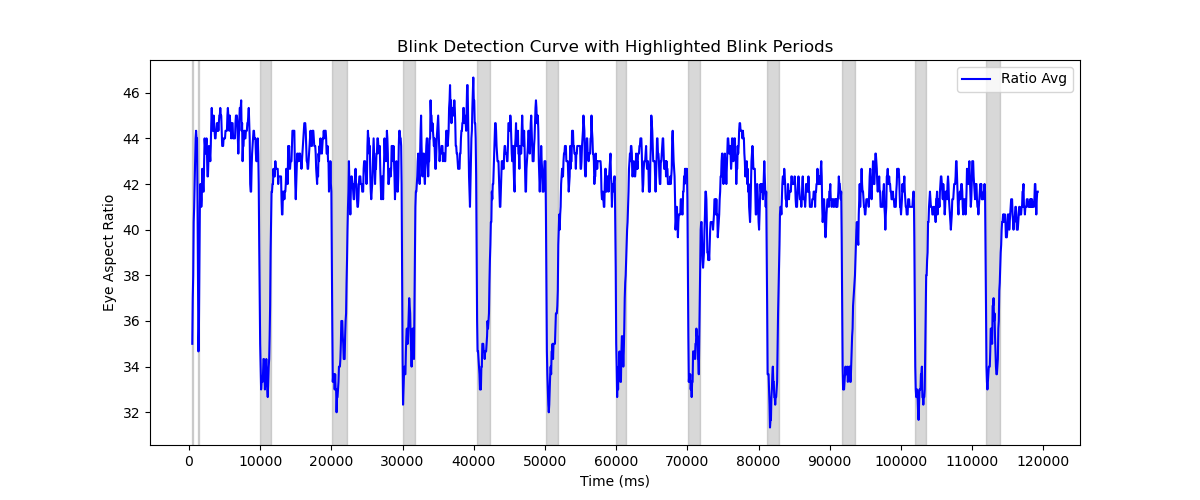 Blink Detection Curve with Highlighted Blink Periods
Ratio Avg
Eye Aspect Ratio
46
44
42
40
38
36
34
32
0 10000 20000 30000 40000 50000 60000 70000 80000 90000 100000 110000 120000
Time (ms)